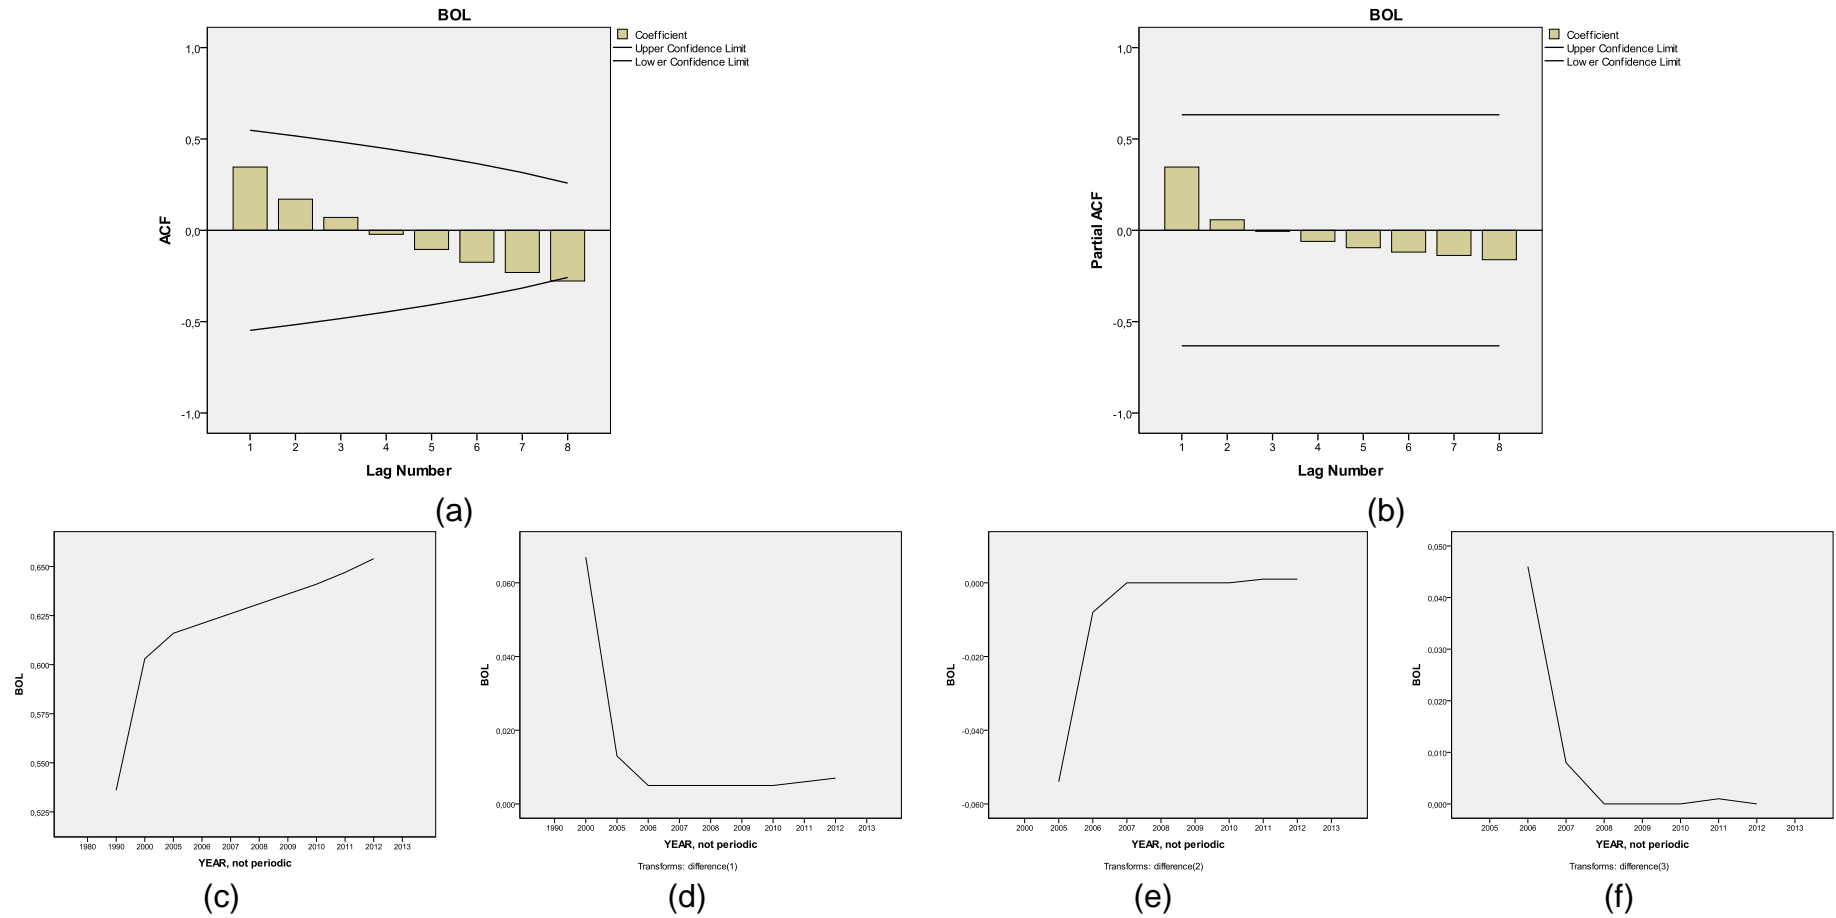 BOL
Coefficient
Upper Confidence Limit
Lower Confidence Limit
1,0
0,5
0,0
-0,5
-1,0
ACF
1 2 3 4 5 6 7 8
Lag Number
(a)
BOL
Coefficient
Upper Confidence Limit
Lower Confidence Limit
1,0
0,5
0,0
-0,5
-1,0
Partial ACF
1 2 3 4 5 6 7 8
Lag Number
(b)
0,650
0,625
0,600
0,575
0,550
0,525
BOL
1980 1990 2000 2005 2006 2007 2008 2009 2010 2011 2012 2013
YEAR, not periodic
(c)
0,060
0,040
0,020
0,000
BOL
1990 2000 2005 2006 2007 2008 2009 2010 2011 2012 2013
YEAR, not periodic
Transforms: difference(1)
(d)
0,000
-0,020
-0,040
-0,060
BOL
2000 2005 2006 2007 2008 2009 2010 2011 2012 2013
YEAR, not periodic
Transforms: difference(2)
(e)
0,050
0,040
0,030
0,020
0,010
0,000
BOL
2005 2006 2007 2008 2009 2010 2011 2012 2013
YEAR, not periodic
Transforms: difference(3)
(f)